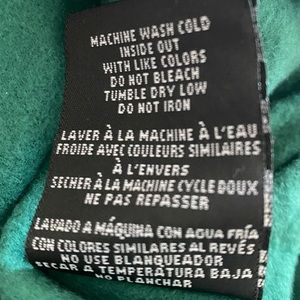 MACHINE WASH COLD
INSIDE OUT
WITH LIKE COLORS
DO NOT BLEACH
TUMBLE DRY LOW
DO NOT IRON
LAVER À LA MACHINE À L'EAU
FROIDE AVEC COULEURS SIMILAIRES
À L'ENVERS
SECHER À LA MACHINE CYCLE DOUX
NE PAS REPASSER
LAVADO A MÁQUINA CON AGUA FRÍA
CON COLORES SIMILARES AL REVÉS
NO USE BLANQUEADOR
SECAR A TEMPERATURA BAJA
NO PLANCHAR